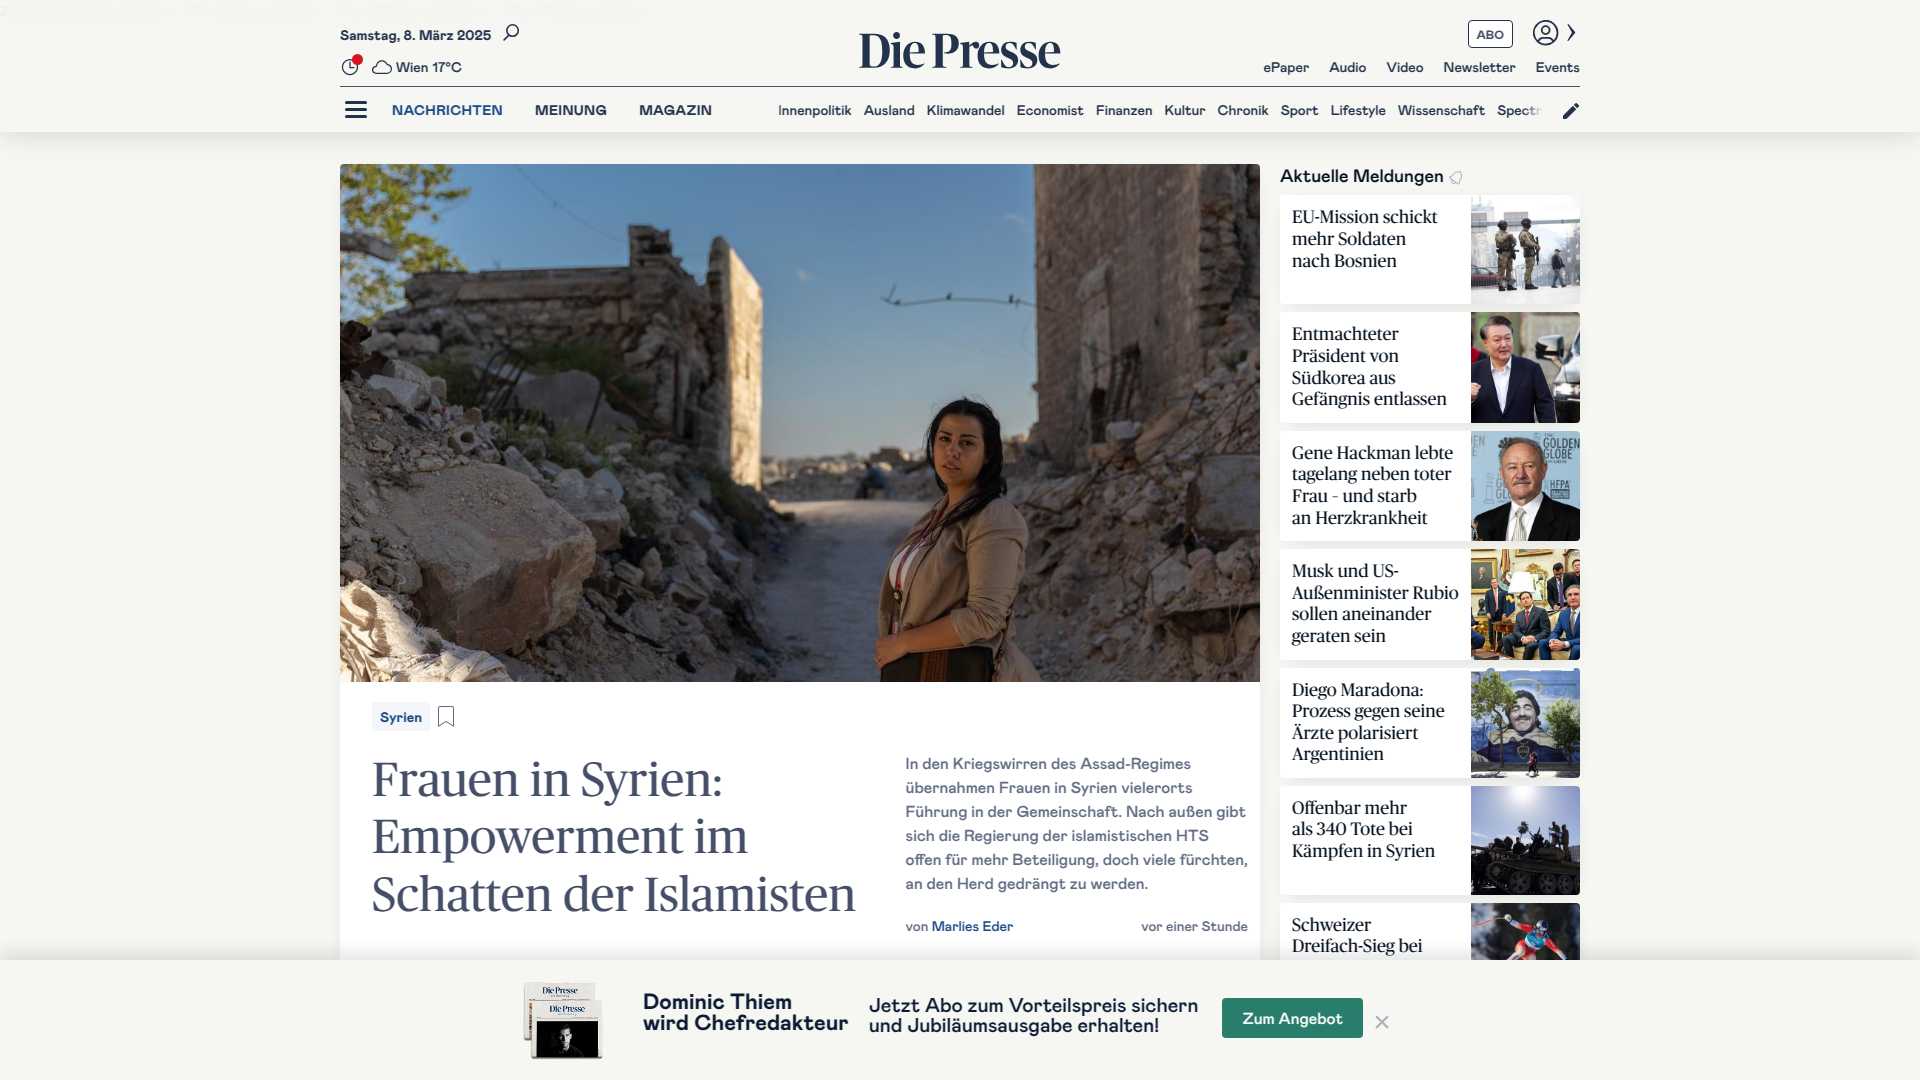 Samstag, 8. März 2025
Die Presse
ABO
Wien 17°C
ePaper
Audio
Video
Newsletter
Events
NACHRICHTEN
MEINUNG
MAGAZIN
Innenpolitik
Ausland
Klimawandel
Economist
Finanzen
Kultur
Chronik
Sport
Lifestyle
Wissenschaft
Spectr
Syrien
Frauen in Syrien:
Empowerment im
Schatten der Islamisten
In den Kriegswirren des Assad-Regimes
übernahmen Frauen in Syrien vielerorts
Führung in der Gemeinschaft. Nach außen gibt
sich die Regierung der islamistischen HTS
offen für mehr Beteiligung, doch viele fürchten,
an den Herd gedrängt zu werden.
von Marlies Eder
vor einer Stunde
Aktuelle Meldungen
EU-Mission schickt
mehr Soldaten
nach Bosnien
Entmachteter
Präsident von
Südkorea aus
Gefängnis entlassen
Gene Hackman lebte
tagelang neben toter
Frau – und starb
an Herzkrankheit
GOLDEN
GLOBE
HFPA
Musk und US-
Außenminister Rubio
sollen aneinander
geraten sein
Diego Maradona:
Prozess gegen seine
Ärzte polarisiert
Argentinien
Offenbar mehr
als 340 Tote bei
Kämpfen in Syrien
Schweizer
Dreifach-Sieg bei
Die Presse
Die Presse
Dominic Thiem
wird Chefredakteur
Jetzt Abo zum Vorteilspreis sichern
und Jubiläumsausgabe erhalten!
Zum Angebot